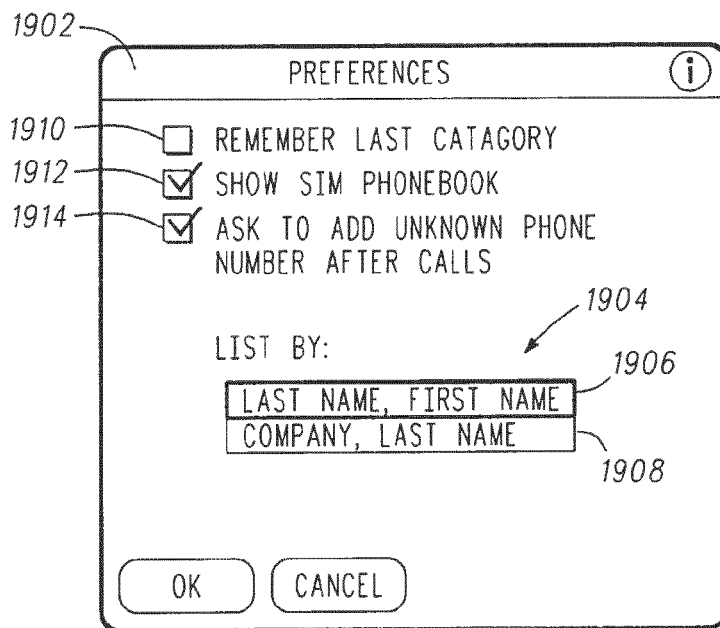 1902
PREFERENCES i
1910 REMEMBER LAST CATAGORY
1912 SHOW SIM PHONEBOOK
1914 ASK TO ADD UNKNOWN PHONE
NUMBER AFTER CALLS
1904
LIST BY:
1906
LAST NAME, FIRST NAME
COMPANY, LAST NAME
1908
OK CANCEL